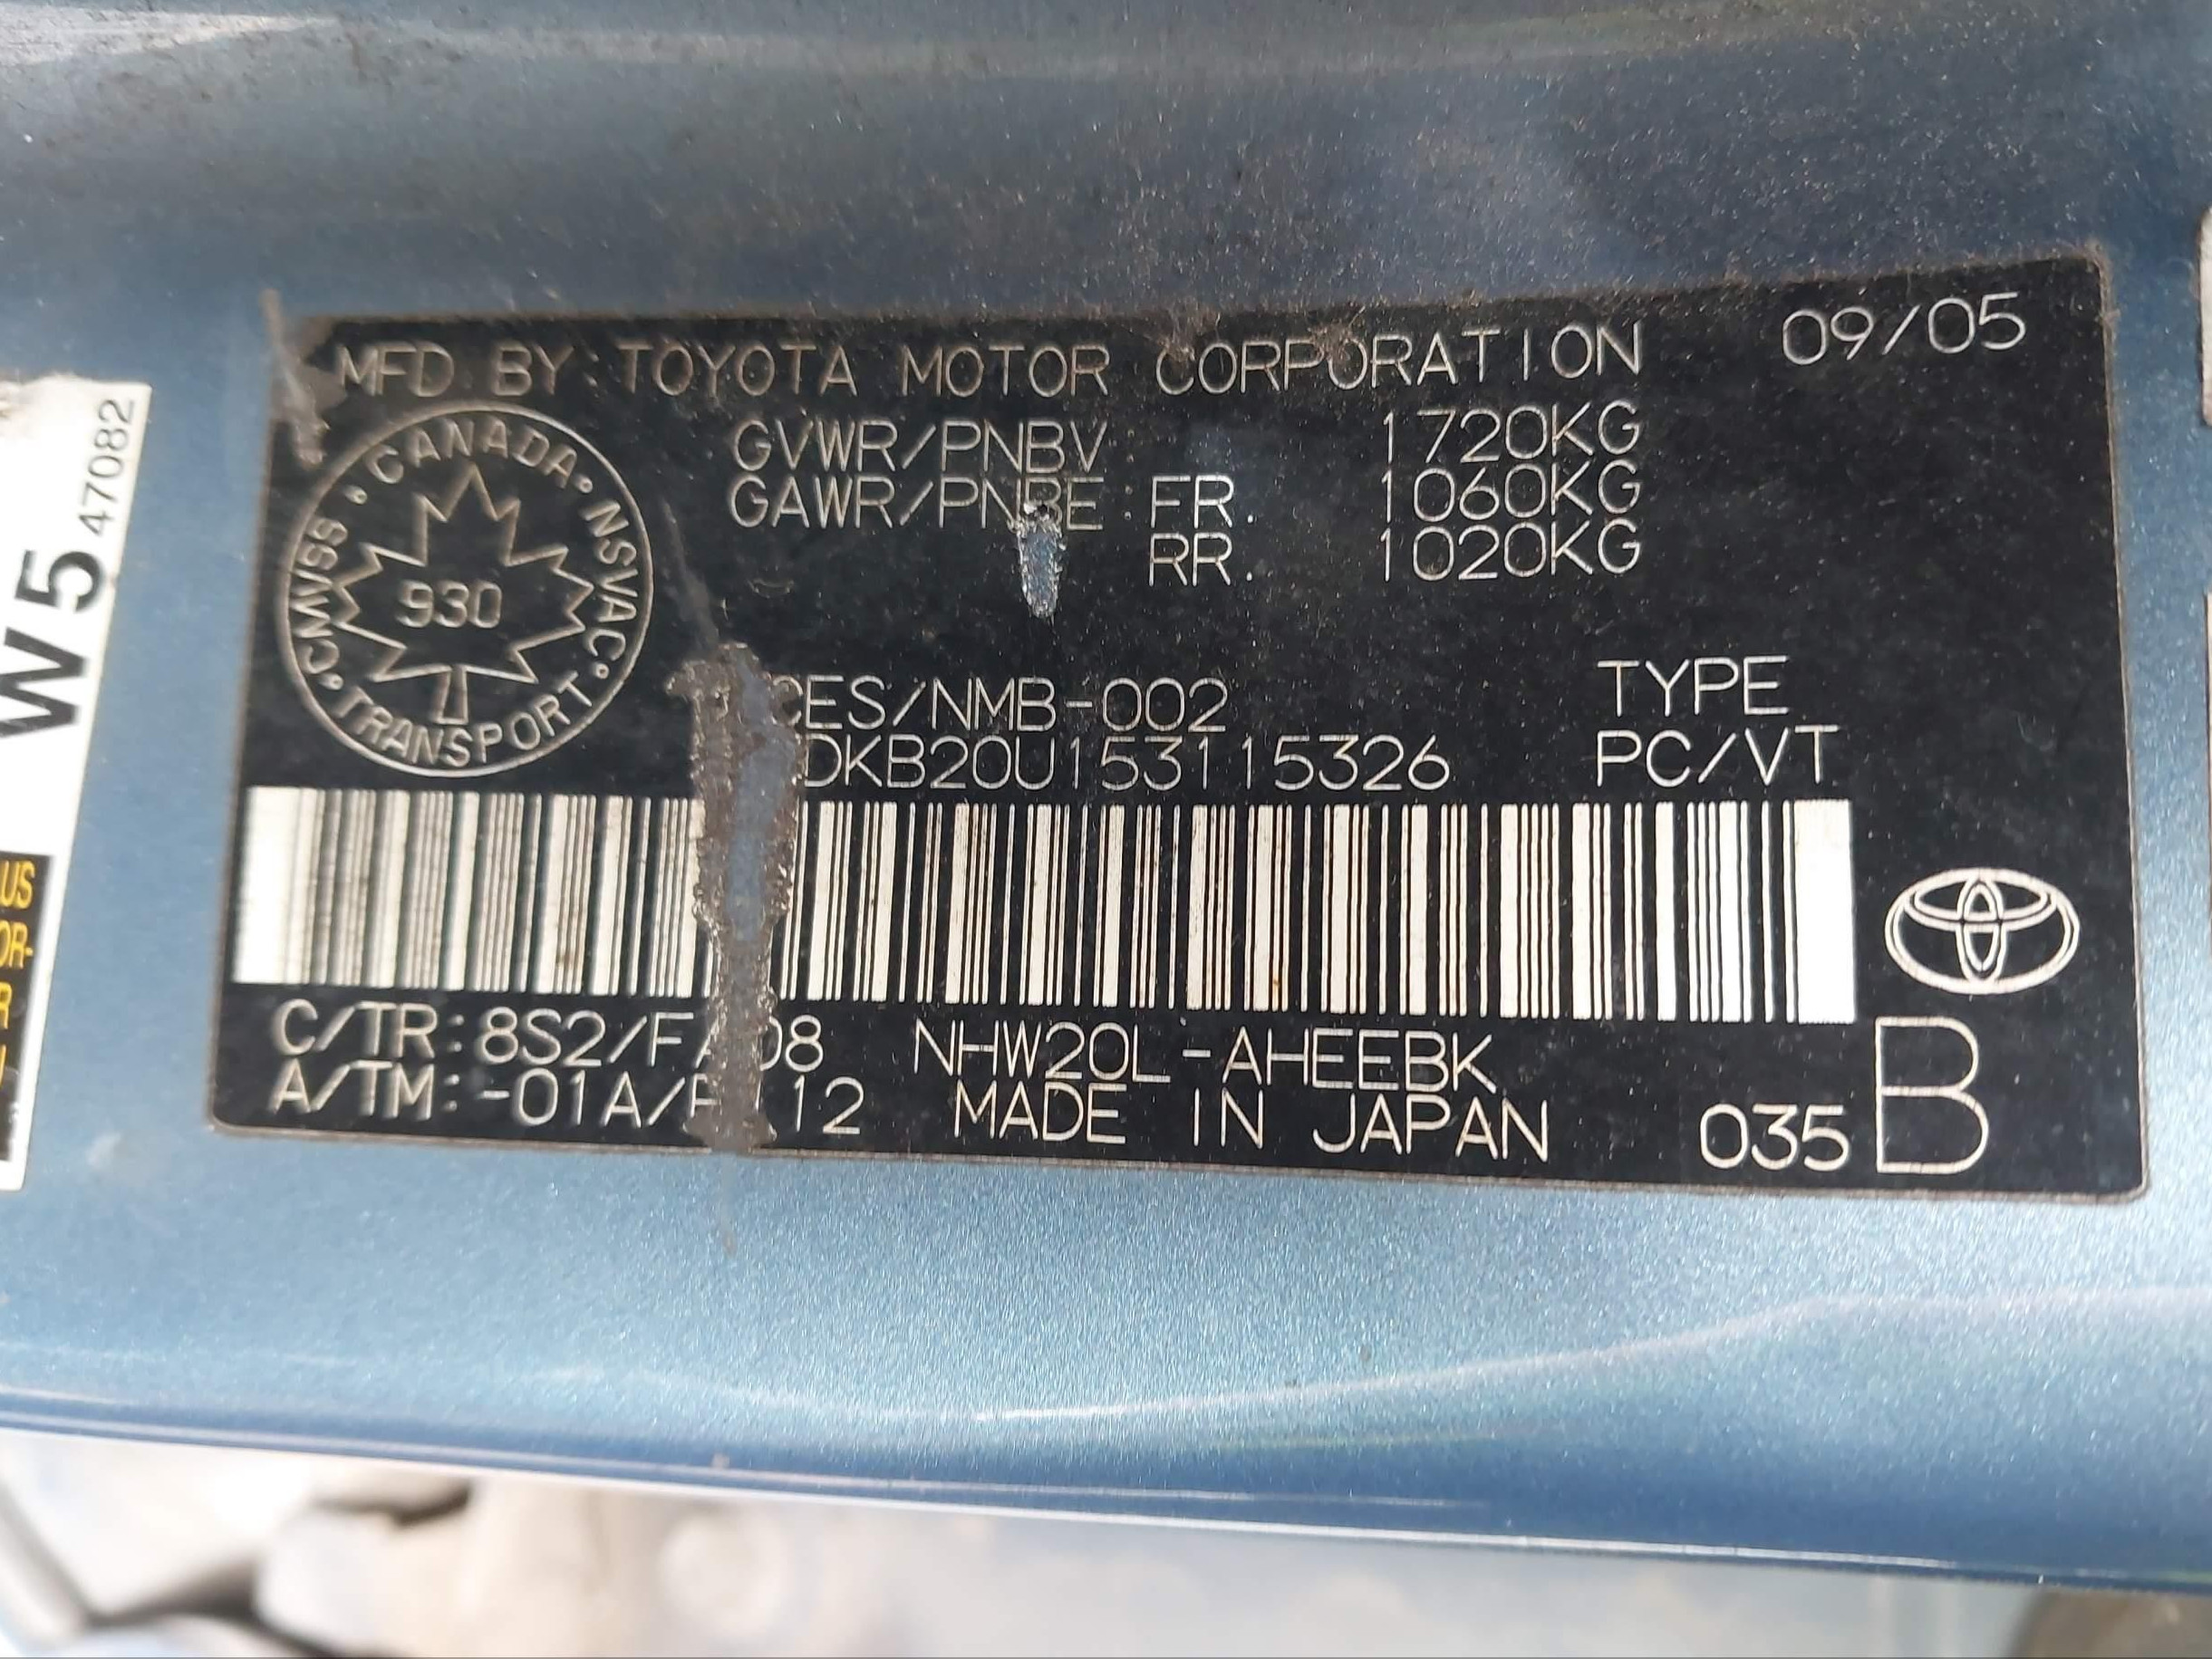 MFD BY TOYOTA MOTOR CORPORATION 09/05
GVWR/PNBV 1720KG
GAWR/PNBE FR. 1060KG
RR. 1020KG
CMVSS · CANADA · NSVAC · TRANSPORT
930
CES/NMB-002 TYPE
DKB20U153115326 PC/VT
C/TR: 8S2/F 08 NHW20L-AHEEBK
A/TM: -01A/ 12 MADE IN JAPAN 035 B
W5 47082
US
OR-
R